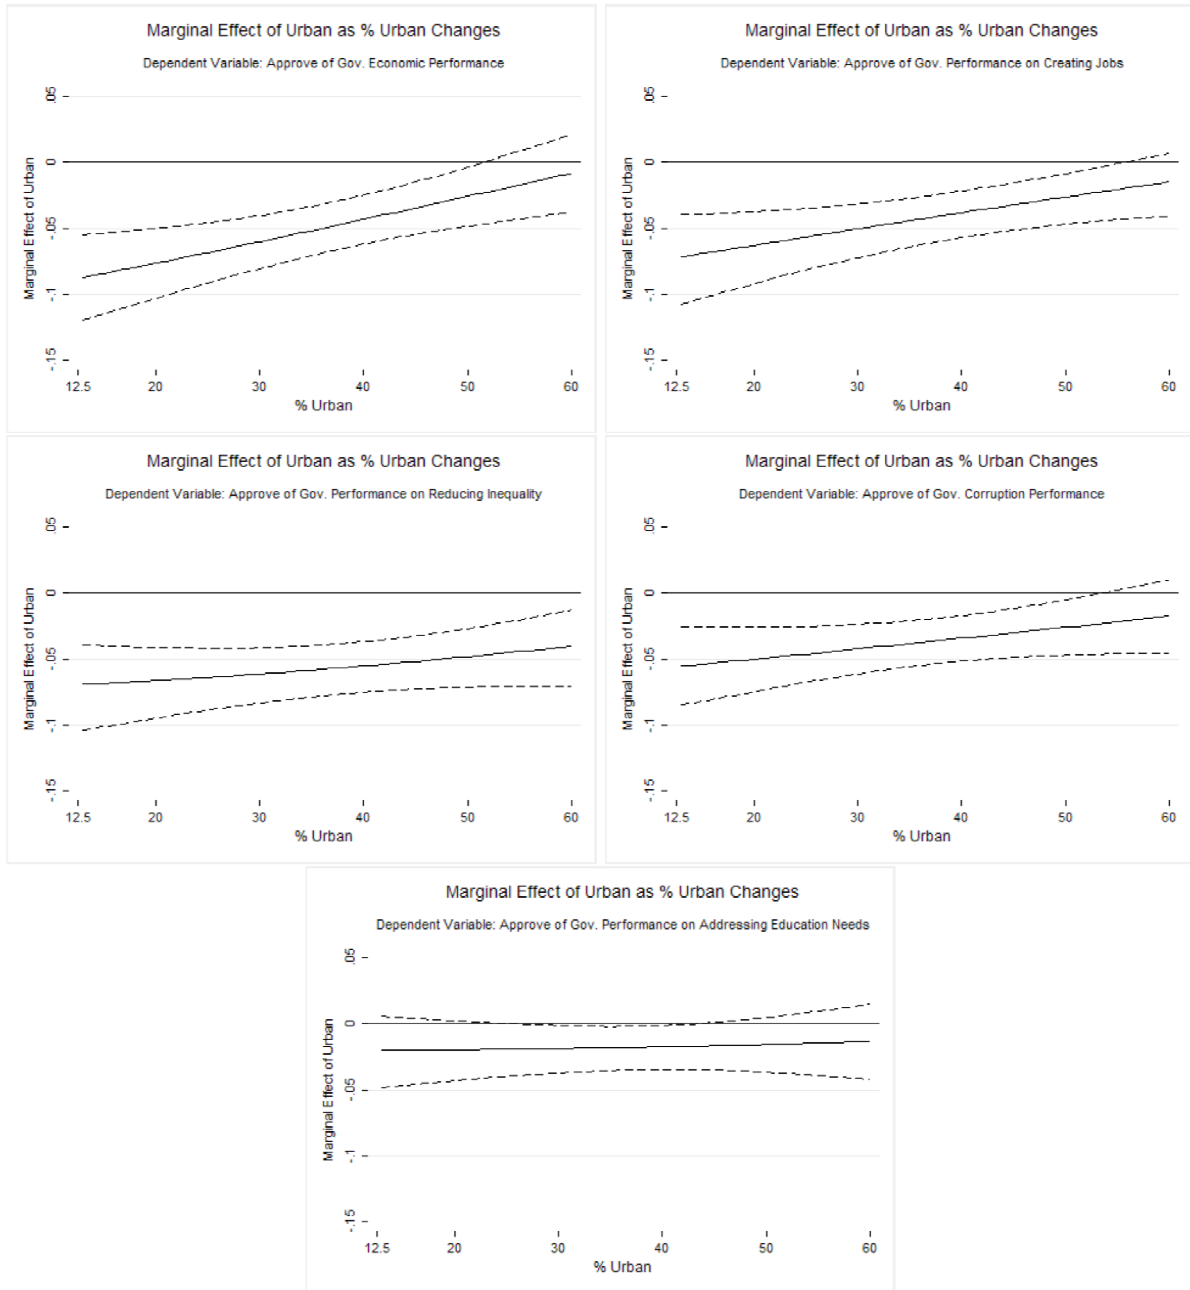 Marginal Effect of Urban as % Urban Changes
Dependent Variable: Approve of Gov. Economic Performance
Marginal Effect of Urban
.05
0
-.05
-.1
-.15
12.5 20 30 40 50 60
% Urban
Marginal Effect of Urban as % Urban Changes
Dependent Variable: Approve of Gov. Performance on Creating Jobs
Marginal Effect of Urban
.05
0
-.05
-.1
-.15
12.5 20 30 40 50 60
% Urban
Marginal Effect of Urban as % Urban Changes
Dependent Variable: Approve of Gov. Performance on Reducing Inequality
Marginal Effect of Urban
.05
0
-.05
-.1
-.15
12.5 20 30 40 50 60
% Urban
Marginal Effect of Urban as % Urban Changes
Dependent Variable: Approve of Gov. Corruption Performance
Marginal Effect of Urban
.05
0
-.05
-.1
-.15
12.5 20 30 40 50 60
% Urban
Marginal Effect of Urban as % Urban Changes
Dependent Variable: Approve of Gov. Performance on Addressing Education Needs
Marginal Effect of Urban
.05
0
-.05
-.1
-.15
12.5 20 30 40 50 60
% Urban